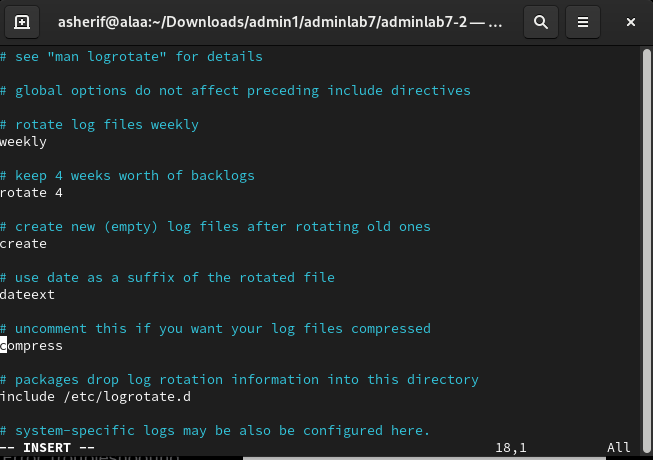 asherif@alaa:~/Downloads/admin1/adminlab7/adminlab7-2 — ...
# see "man logrotate" for details
# global options do not affect preceding include directives
# rotate log files weekly
weekly
# keep 4 weeks worth of backlogs
rotate 4
# create new (empty) log files after rotating old ones
create
# use date as a suffix of the rotated file
dateext
# uncomment this if you want your log files compressed
compress
# packages drop log rotation information into this directory
include /etc/logrotate.d
# system-specific logs may be also be configured here.
-- INSERT -- 18,1 All